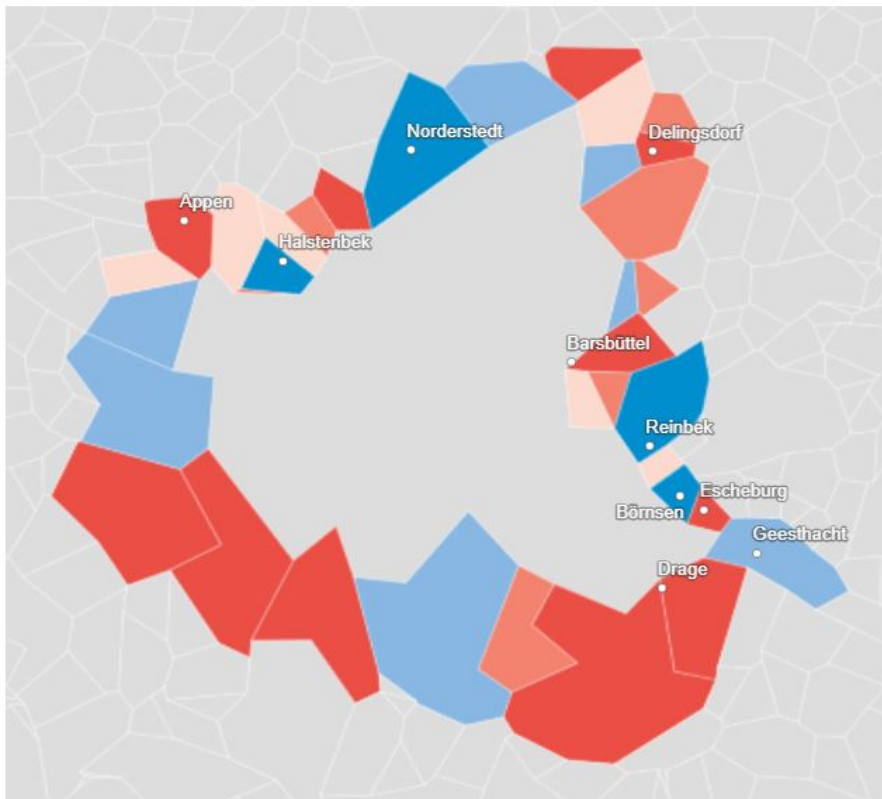 Norderstedt
Delingsdorf
Appen
Halstenbek
Barsbüttel
Reinbek
Escheburg
Börnsen
Geesthacht
Drage